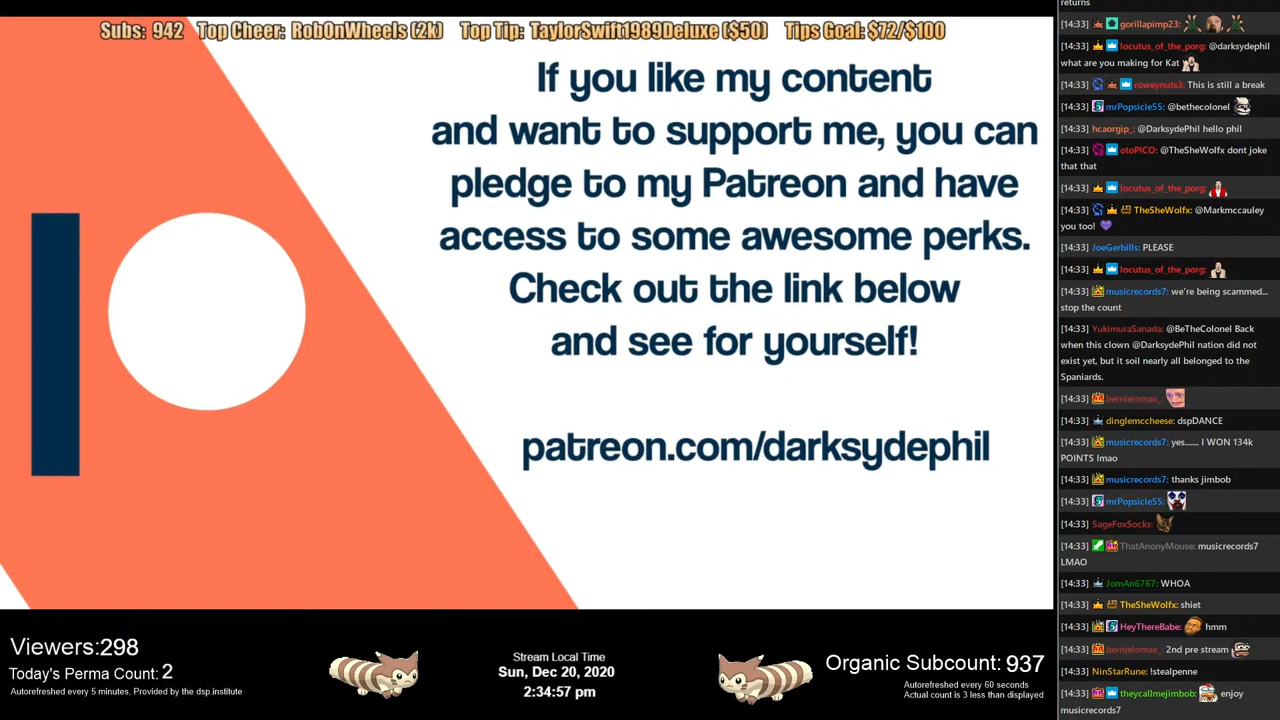 Subs: 942 Top Cheer: RobOnWheels (2k) Top Tip: TaylorSwift1989Deluxe ($50) Tips Goal: $72/$100
If you like my content
and want to support me, you can
pledge to my Patreon and have
access to some awesome perks.
Check out the link below
and see for yourself!
patreon.com/darksydephil
Viewers:298
Today's Perma Count: 2
Autorefreshed every 5 minutes, Provided by the dsp.institute
Stream Local Time
Sun, Dec 20, 2020
2:34:57 pm
Organic Subcount: 937
Autorefreshed every 60 seconds
Actual count is 3 less than displayed
returns
[14:33] gorillapimp23:
[14:33] locutus_of_the_porg: @darksydephil
what are you making for Kat
[14:33] roweynuts3: This is still a break
[14:33] mrPopsicle55: @bethecolonel
[14:33] hcaorgip_: @DarksydePhil hello phil
[14:33] otoPICO: @TheSheWolfx dont joke
that that
[14:33] locutus_of_the_porg:
[14:33] TheSheWolfx: @Markmccauley
you too!
[14:33] JoeGerbills: PLEASE
[14:33] locutus_of_the_porg:
[14:33] musicrecords7: we're being scammed...
stop the count
[14:33] YukimuraSanada: @BeTheColonel Back
when this clown @DarksydePhil nation did not
exist yet, but it soil nearly all belonged to the
Spaniards.
[14:33] bernielomax_:
[14:33] dinglemccheese: dspDANCE
[14:33] musicrecords7: yes....... I WON 134k
POINTS lmao
[14:33] musicrecords7: thanks jimbob
[14:33] mrPopsicle55:
[14:33] SageFoxSocks:
[14:33] ThatAnonyMouse: musicrecords7
LMAO
[14:33] JomAn6767: WHOA
[14:33] TheSheWolfx: shiet
[14:33] HeyThereBabe: hmm
[14:33] bernielomax_: 2nd pre stream
[14:33] NinStarRune: !stealpenne
[14:33] theycallmejimbob: enjoy
musicrecords7